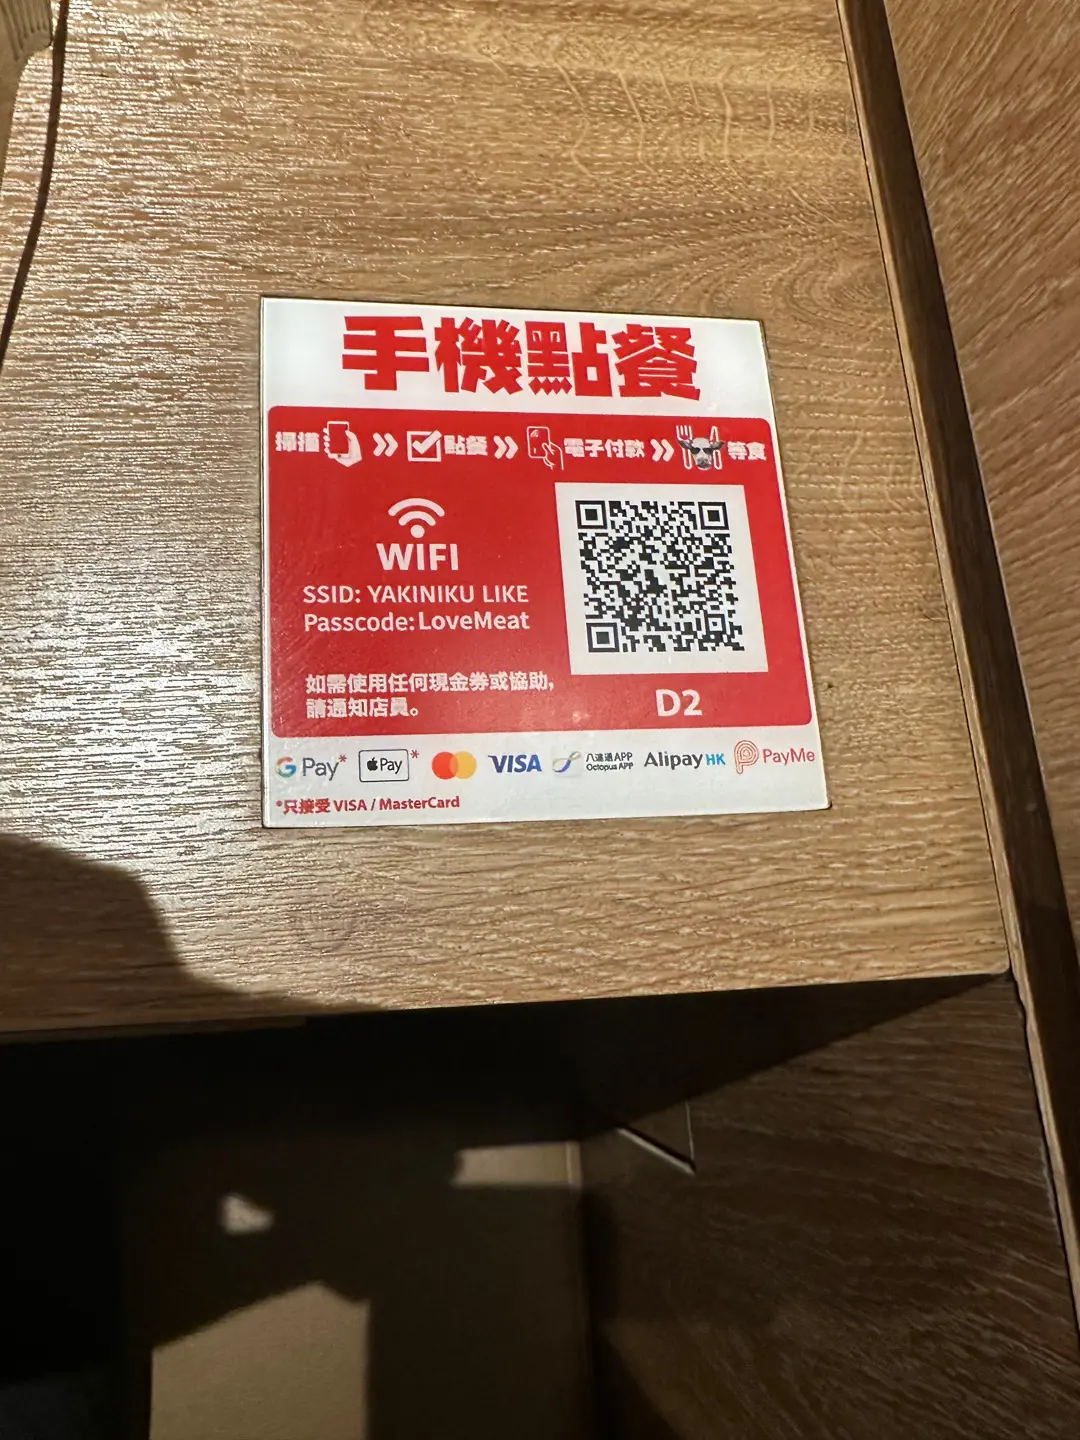 手機點餐
掃描 >> 點餐 >> 電子付款 >> 等食
WIFI
SSID: YAKINIKU LIKE
Passcode: LoveMeat
如需使用任何現金券或協助,
請通知店員。
D2
G Pay* Pay* VISA 八達通APP Octopus APP Alipay HK PayMe
*只接受 VISA / MasterCard